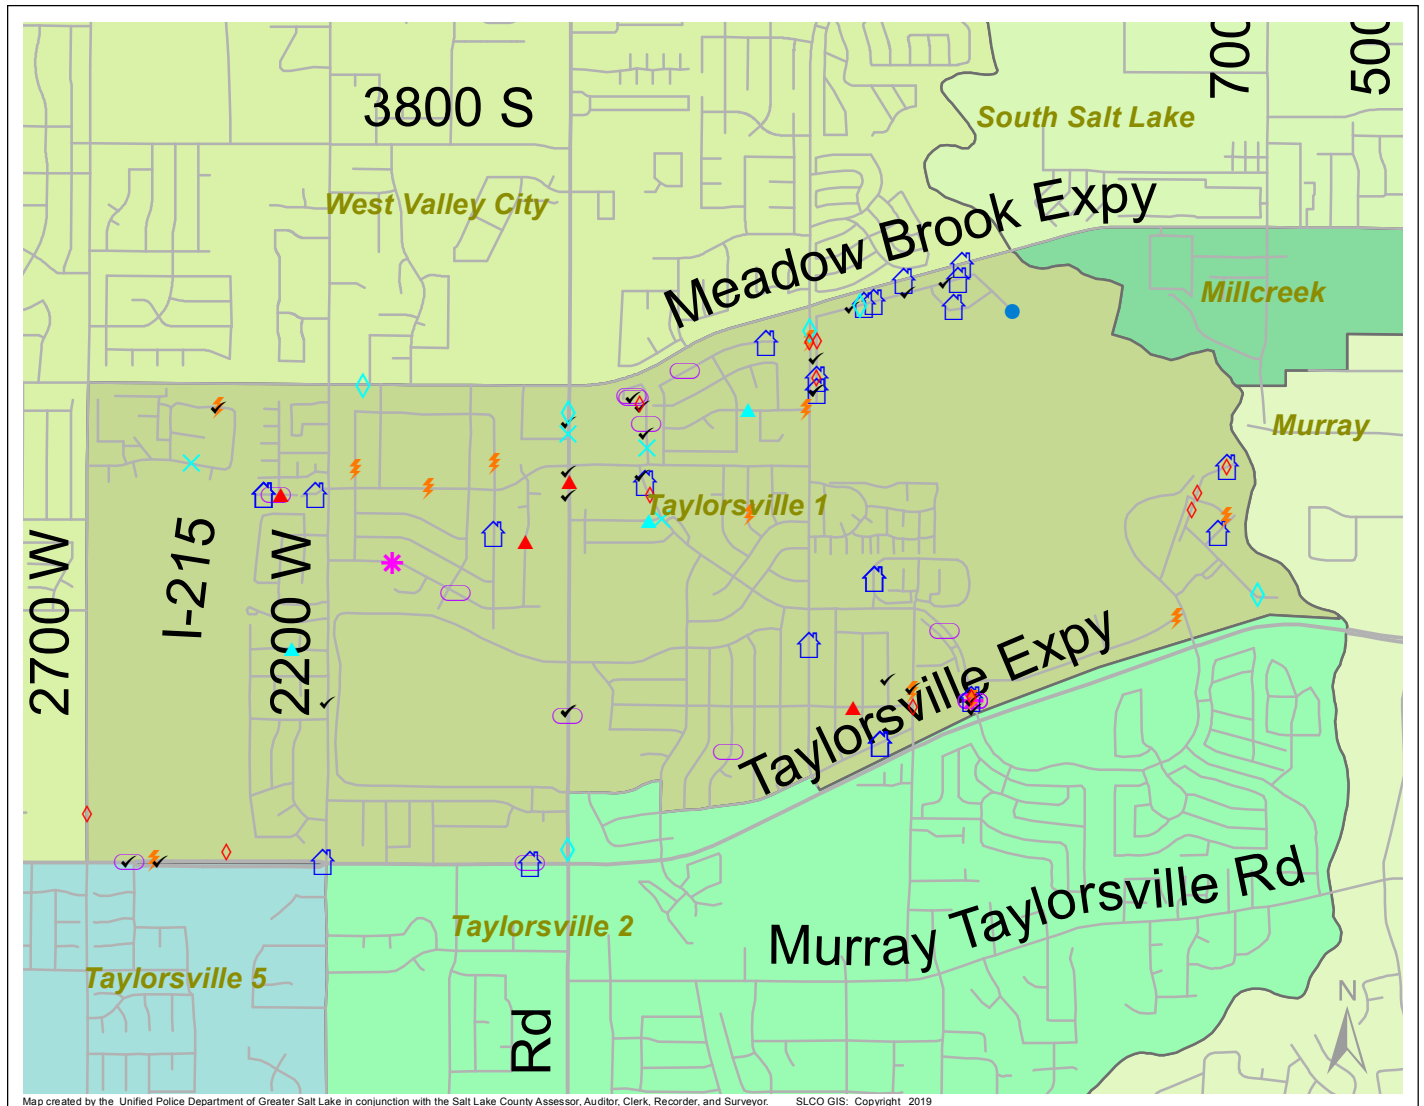 700
500
3800 S
South Salt Lake
West Valley City
Meadow Brook Expy
Millcreek
Murray
Taylorsville 1
I-215
2700 W
2200 W
Taylorsville Expy
Murray Taylorsville Rd
Taylorsville 2
Taylorsville 5
Rd
N
Map created by the Unified Police Department of Greater Salt Lake in conjunction with the Salt Lake County Assessor, Auditor, Clerk, Recorder, and Surveyor. SLCO GIS: Copyright 2019